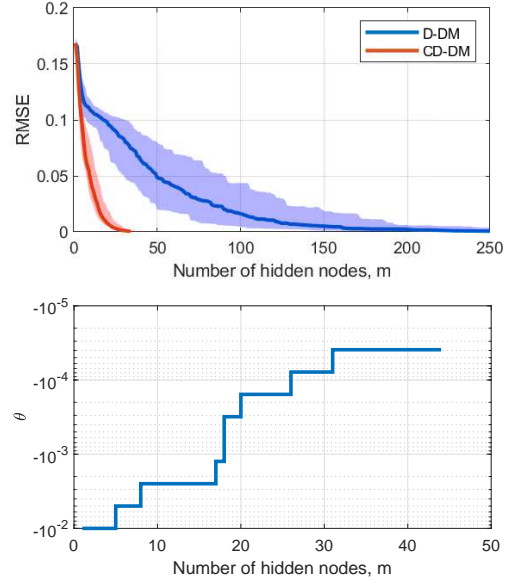 0.2
0.15
0.1
0.05
0
RMSE
D-DM
CD-DM
0 50 100 150 200 250
Number of hidden nodes, m
-10^-5
-10^-4
-10^-3
-10^-2
θ
0 10 20 30 40 50
Number of hidden nodes, m